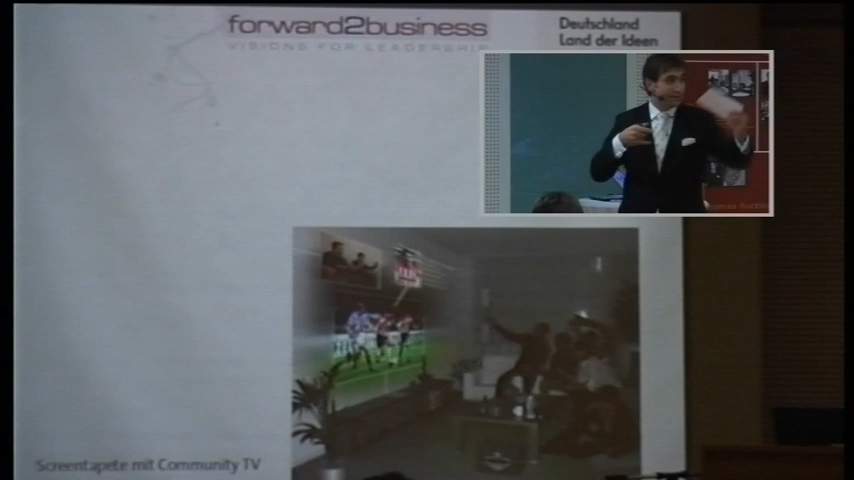 forward2business
VISIONS FOR LEADERSHIP
Deutschland
Land der Ideen
Screentapete mit Community TV